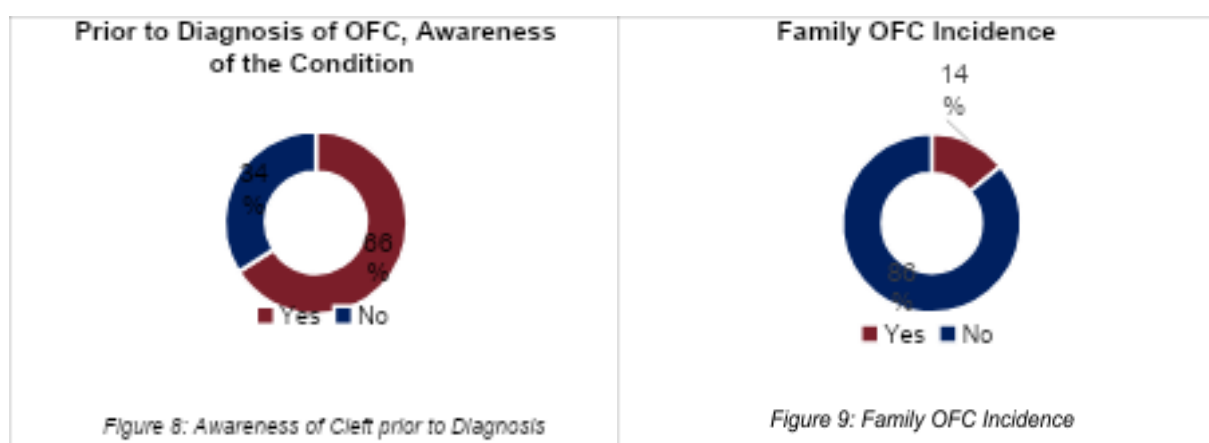 Prior to Diagnosis of OFC, Awareness
of the Condition
34
%
66
%
Yes No
Figure 8: Awareness of Cleft prior to Diagnosis
Family OFC Incidence
14
%
86
%
Yes No
Figure 9: Family OFC Incidence